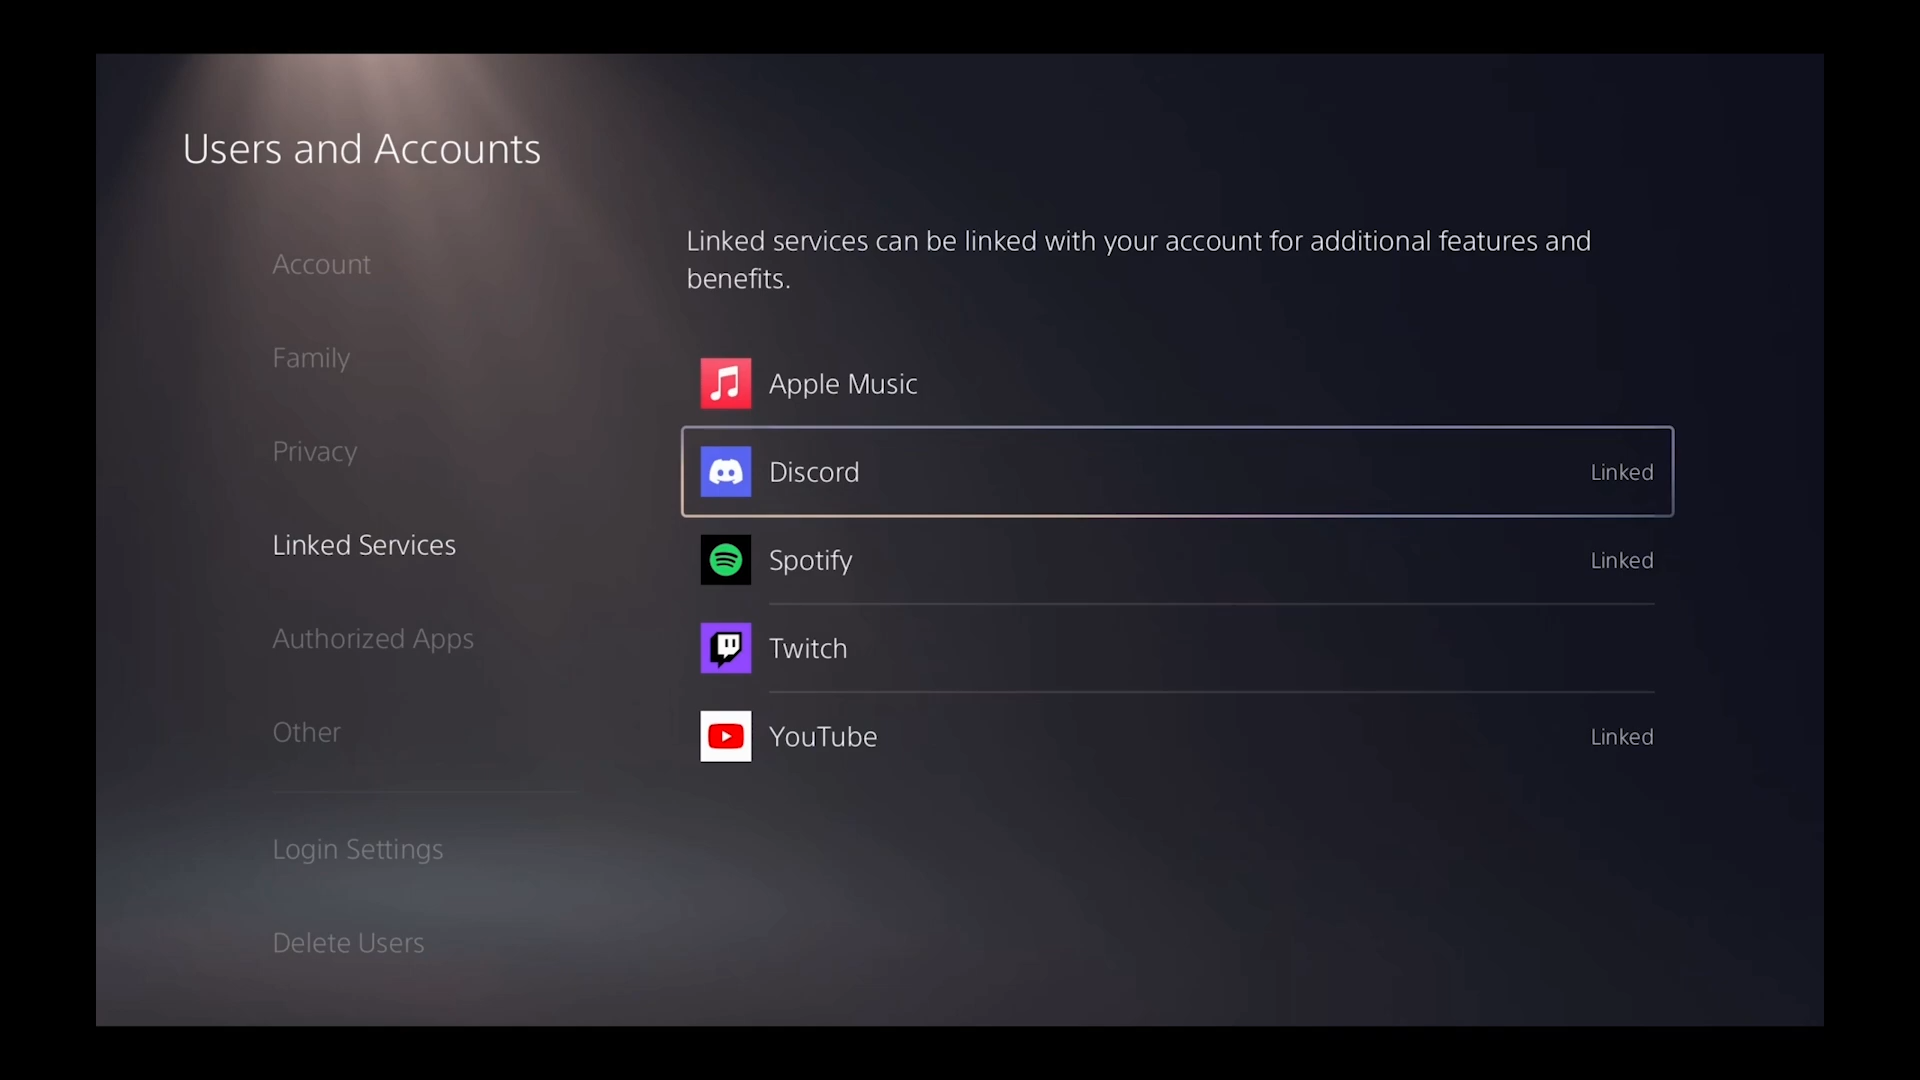 Users and Accounts
Account
Family
Privacy
Linked Services
Authorized Apps
Other
Login Settings
Delete Users
Linked services can be linked with your account for additional features and
benefits.
Apple Music
Discord Linked
Spotify Linked
Twitch
YouTube Linked